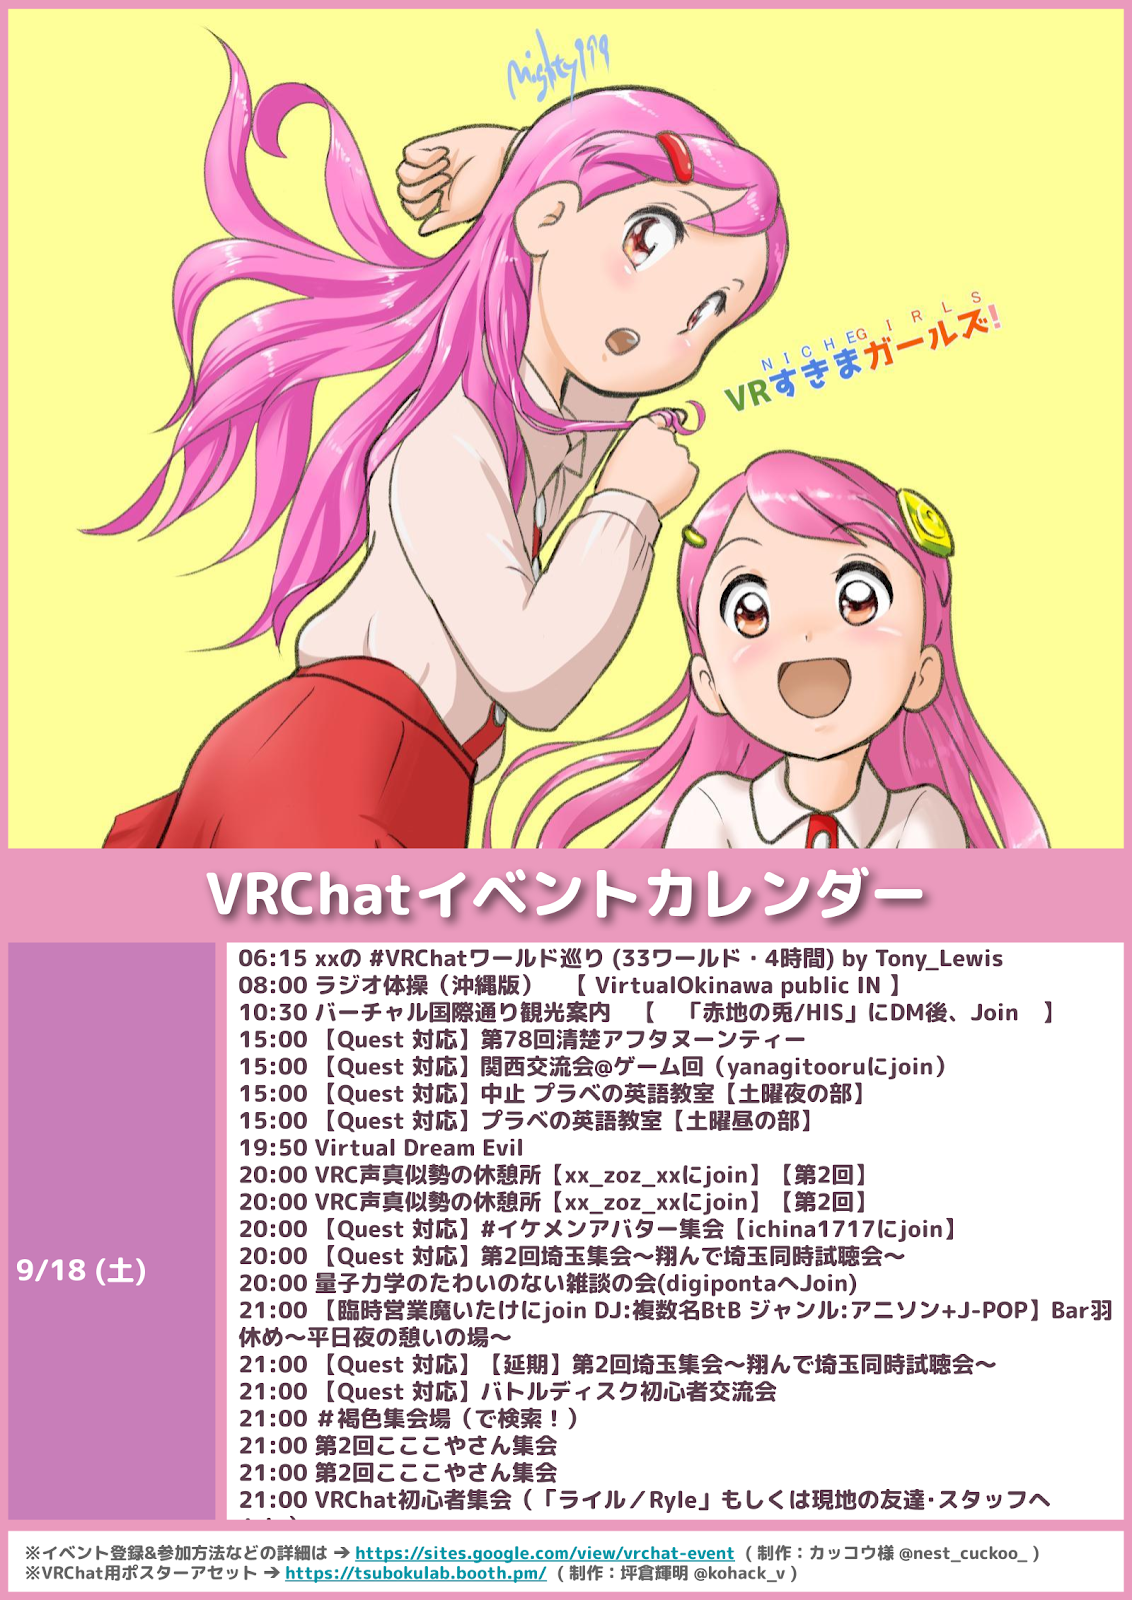 mighty199
NICHE GIRLS
VRすきまガールズ!
VRChatイベントカレンダー
9/18 (土)
06:15 xxの #VRChatワールド巡り (33ワールド・4時間) by Tony_Lewis
08:00 ラジオ体操（沖縄版）　【 VirtualOkinawa public IN 】
10:30 バーチャル国際通り観光案内　【　「赤地の兎/HIS」にDM後、Join　】
15:00 【Quest 対応】第78回清楚アフタヌーンティー
15:00 【Quest 対応】関西交流会@ゲーム回（yanagitooruにjoin）
15:00 【Quest 対応】中止 プラベの英語教室【土曜夜の部】
15:00 【Quest 対応】プラベの英語教室【土曜昼の部】
19:50 Virtual Dream Evil
20:00 VRC声真似勢の休憩所【xx_zoz_xxにjoin】【第2回】
20:00 VRC声真似勢の休憩所【xx_zoz_xxにjoin】【第2回】
20:00 【Quest 対応】#イケメンアバター集会【ichina1717にjoin】
20:00 【Quest 対応】第2回埼玉集会～翔んで埼玉同時試聴会～
20:00 量子力学のたわいのない雑談の会(digipontaへJoin)
21:00 【臨時営業魔いたけにjoin DJ:複数名BtB ジャンル:アニソン+J-POP】Bar羽
休め～平日夜の憩いの場～
21:00 【Quest 対応】【延期】第2回埼玉集会～翔んで埼玉同時試聴会～
21:00 【Quest 対応】バトルディスク初心者交流会
21:00 ＃褐色集会場（で検索！）
21:00 第2回こここやさん集会
21:00 第2回こここやさん集会
21:00 VRChat初心者集会（「ライル／Ryle」もしくは現地の友達･スタッフへ
※イベント登録&参加方法などの詳細は ➔ https://sites.google.com/view/vrchat-event （ 制作：カッコウ様 @nest_cuckoo_ ）
※VRChat用ポスターアセット ➔ https://tsubokulab.booth.pm/ （ 制作：坪倉輝明 @kohack_v ）